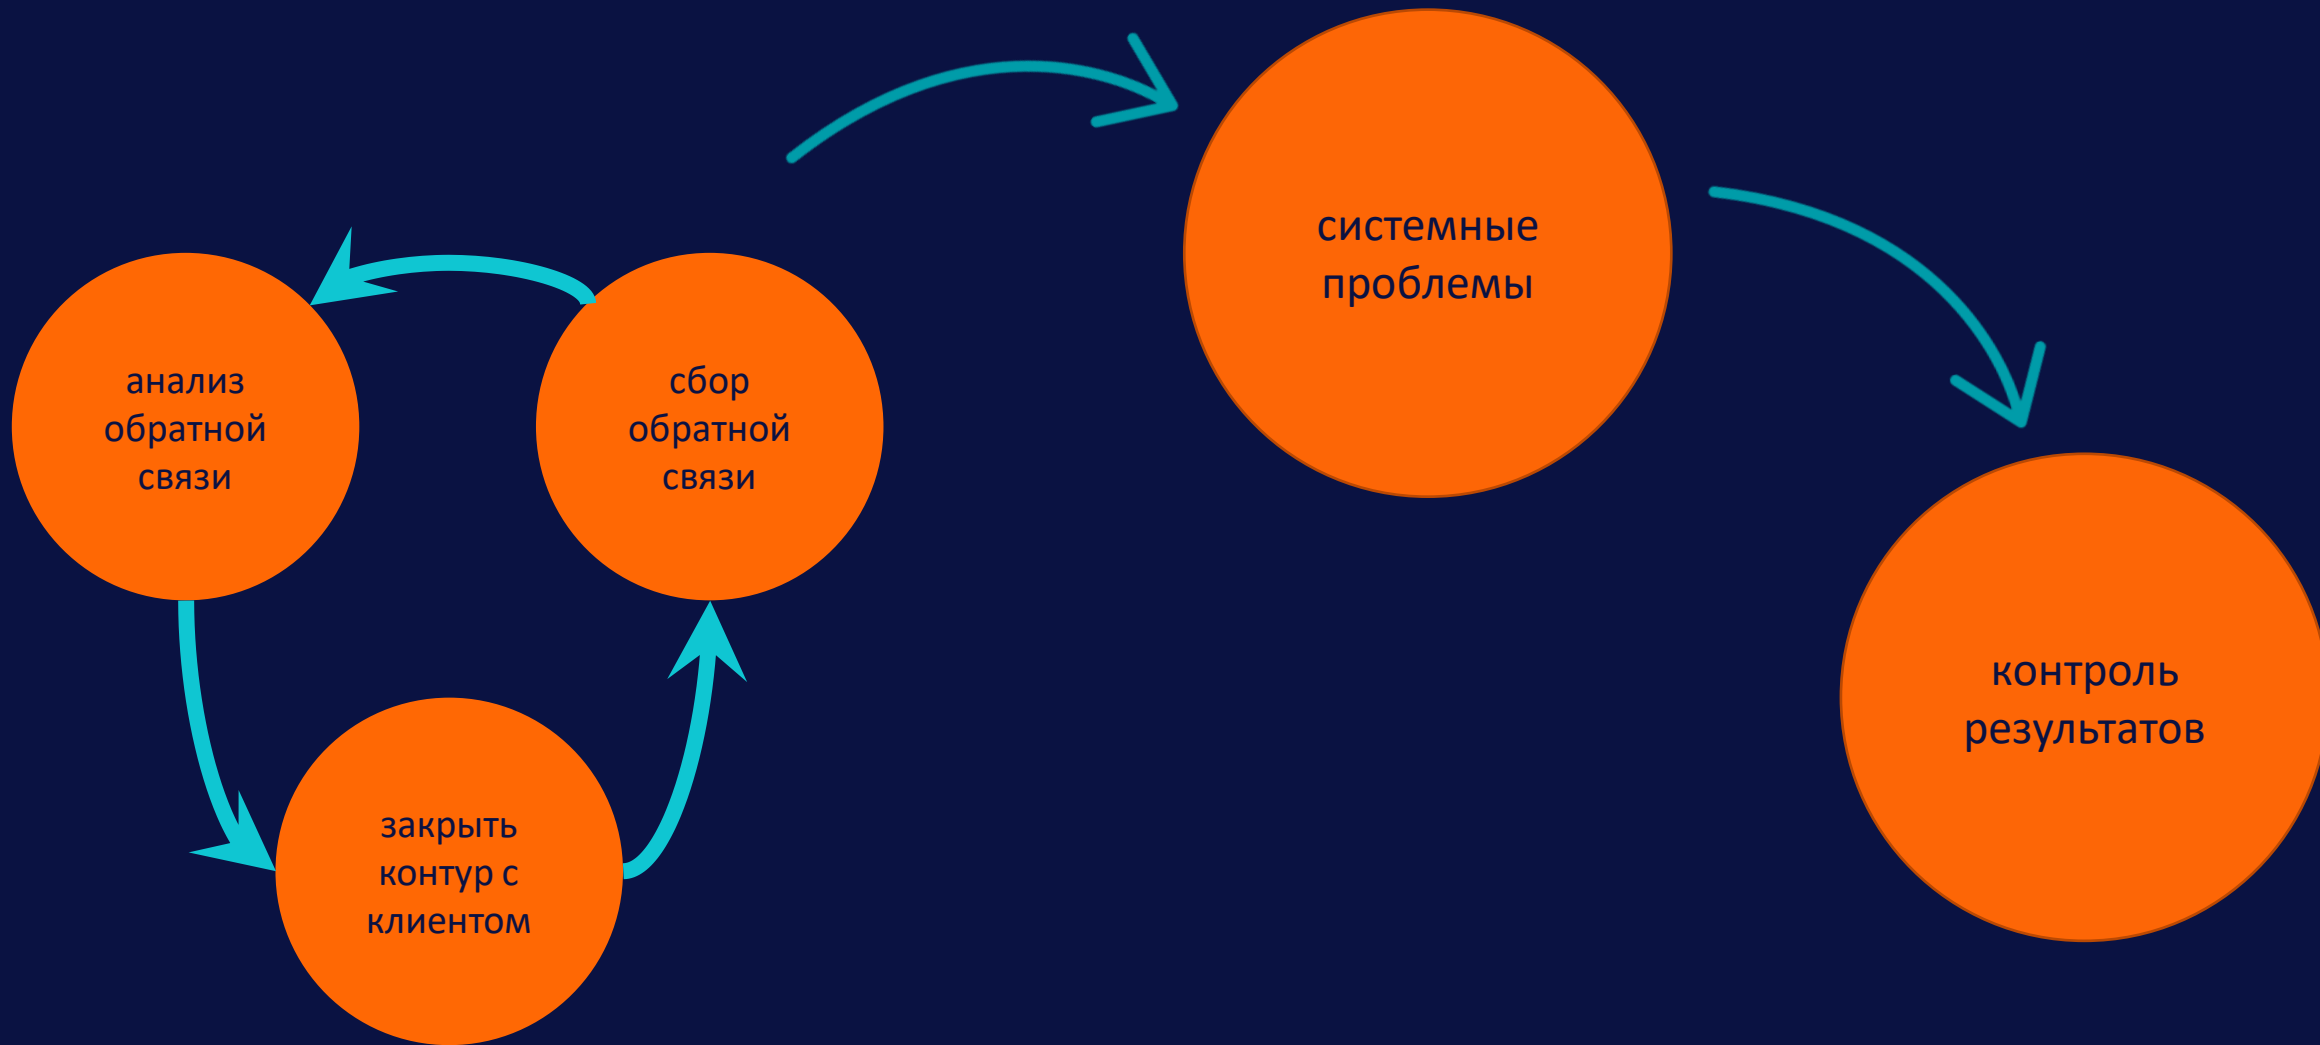 системные
проблемы
анализ
обратной
связи
сбор
обратной
связи
контроль
результатов
закрыть
контур с
клиентом